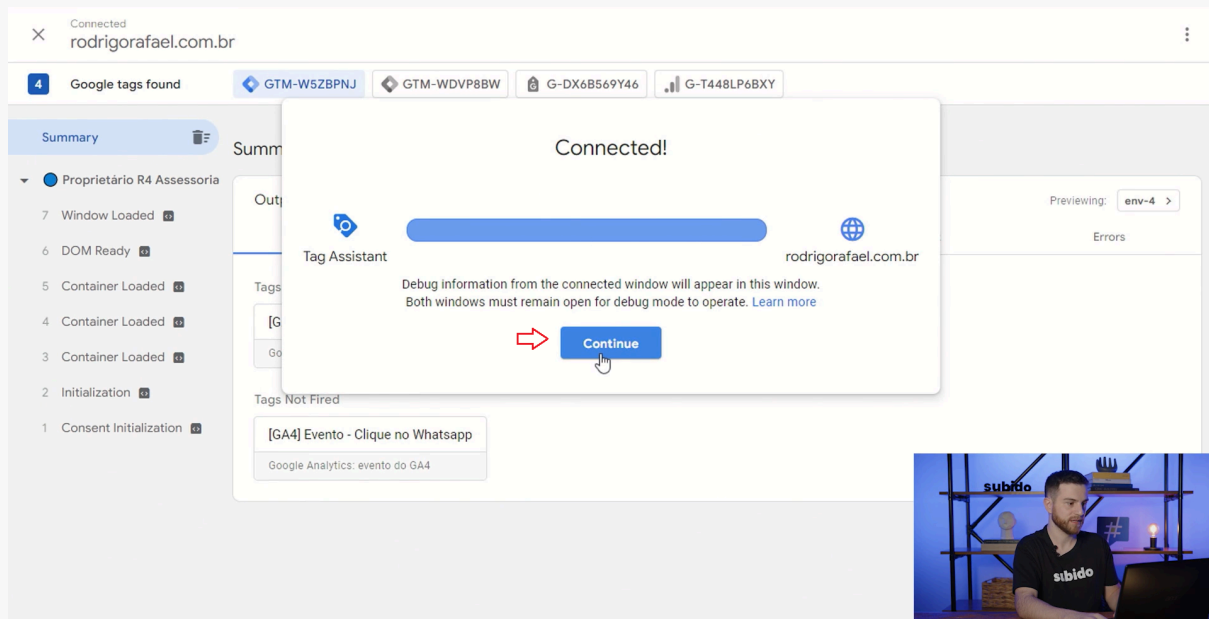 Connected
rodrigorafael.com.br
4 Google tags found GTM-W5ZBPNJ GTM-WDVP8BW G-DX6B569Y46 G-T448LP6BXY
Summary
Proprietário R4 Assessoria
7 Window Loaded
6 DOM Ready
5 Container Loaded
4 Container Loaded
3 Container Loaded
2 Initialization
1 Consent Initialization
Summ
Outp
Previewing: env-4
Errors
Connected!
Tag Assistant
rodrigorafael.com.br
Debug information from the connected window will appear in this window.
Both windows must remain open for debug mode to operate. Learn more
Continue
Tags
[G
Go
Tags Not Fired
[GA4] Evento - Clique no Whatsapp
Google Analytics: evento do GA4
subido
#
subido